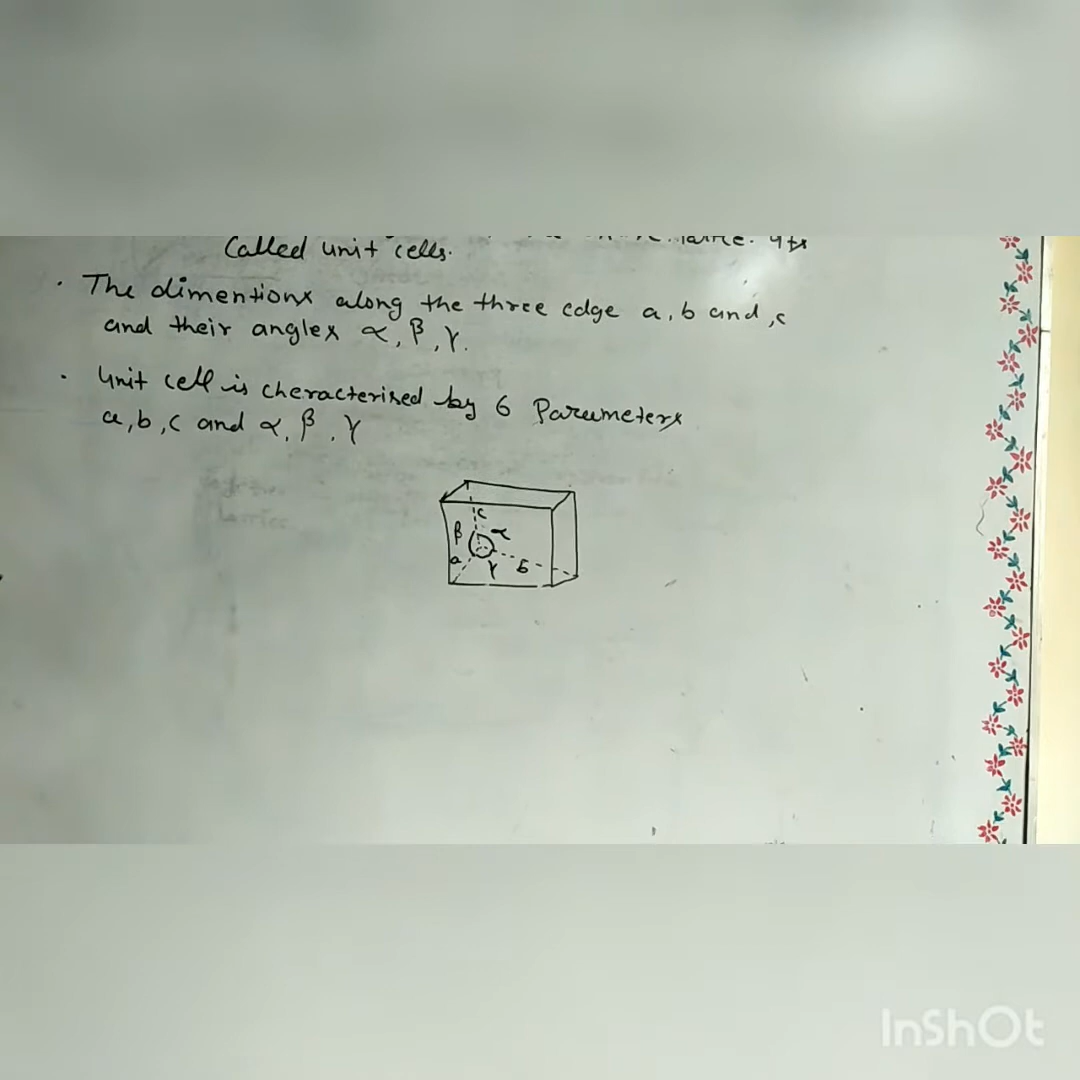 Called unit cells.
· The dimentions along the three edge a, b and, c
and their angles α, β, γ.
· Unit cell is cheracterised by 6 Parameters
a, b, c and α, β, γ
c
β α
a γ b
InShOt